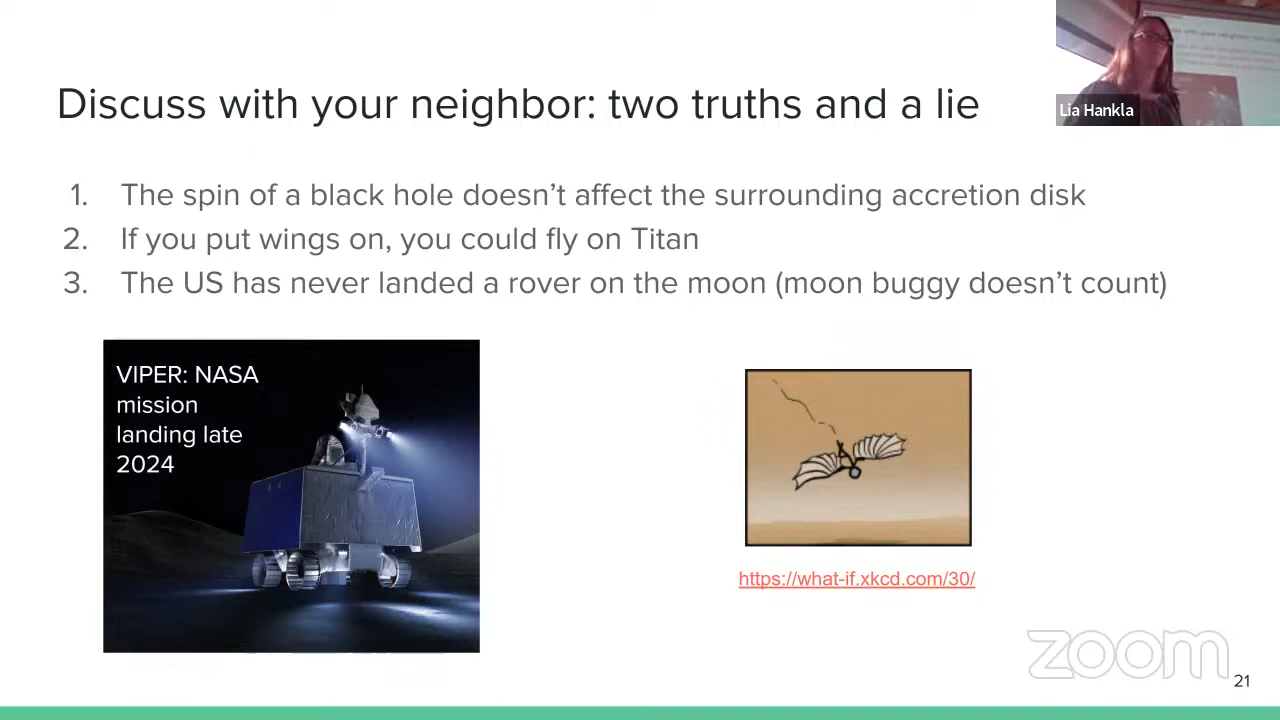 Discuss with your neighbor: two truths and a lie
Lia Hankla
1. The spin of a black hole doesn’t affect the surrounding accretion disk
2. If you put wings on, you could fly on Titan
3. The US has never landed a rover on the moon (moon buggy doesn’t count)
VIPER: NASA
mission
landing late
2024
https://what-if.xkcd.com/30/
zoom
21